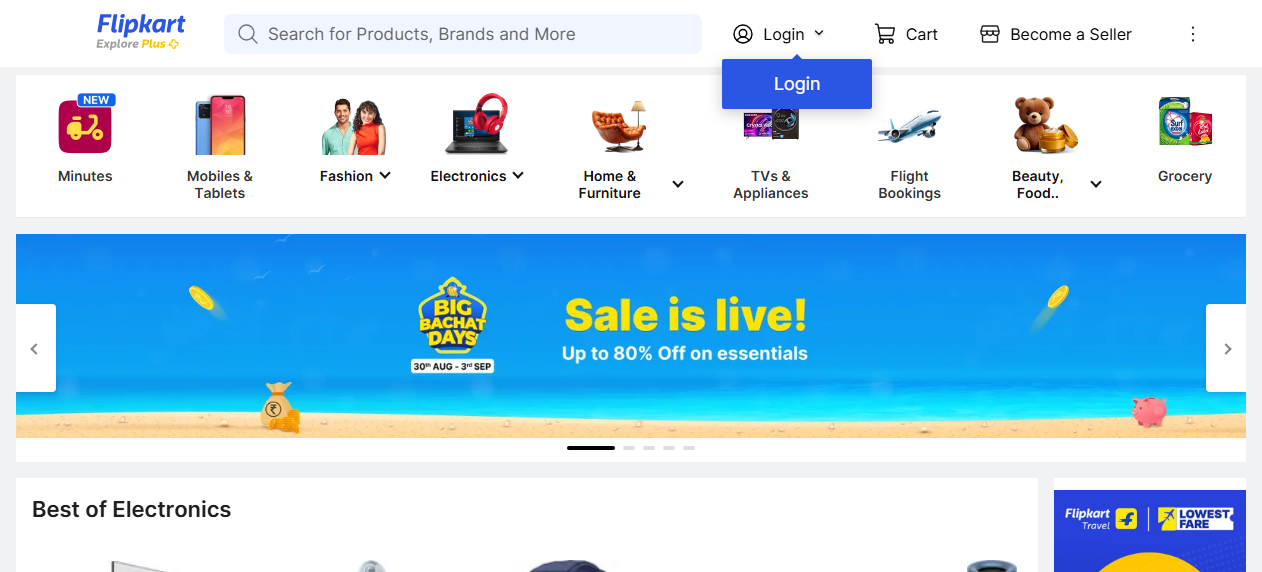 Flipkart
Explore Plus
Search for Products, Brands and More
Login
Cart
Become a Seller
Login
NEW
Minutes
Mobiles &
Tablets
Fashion
Electronics
Home &
Furniture
TVs &
Appliances
Flight
Bookings
Beauty,
Food..
Grocery
Surf
excel
BIG
BACHAT
DAYS
30th AUG - 3rd SEP
Sale is live!
Up to 80% Off on essentials
₹
Best of Electronics
Flipkart
Travel
LOWEST
FARE